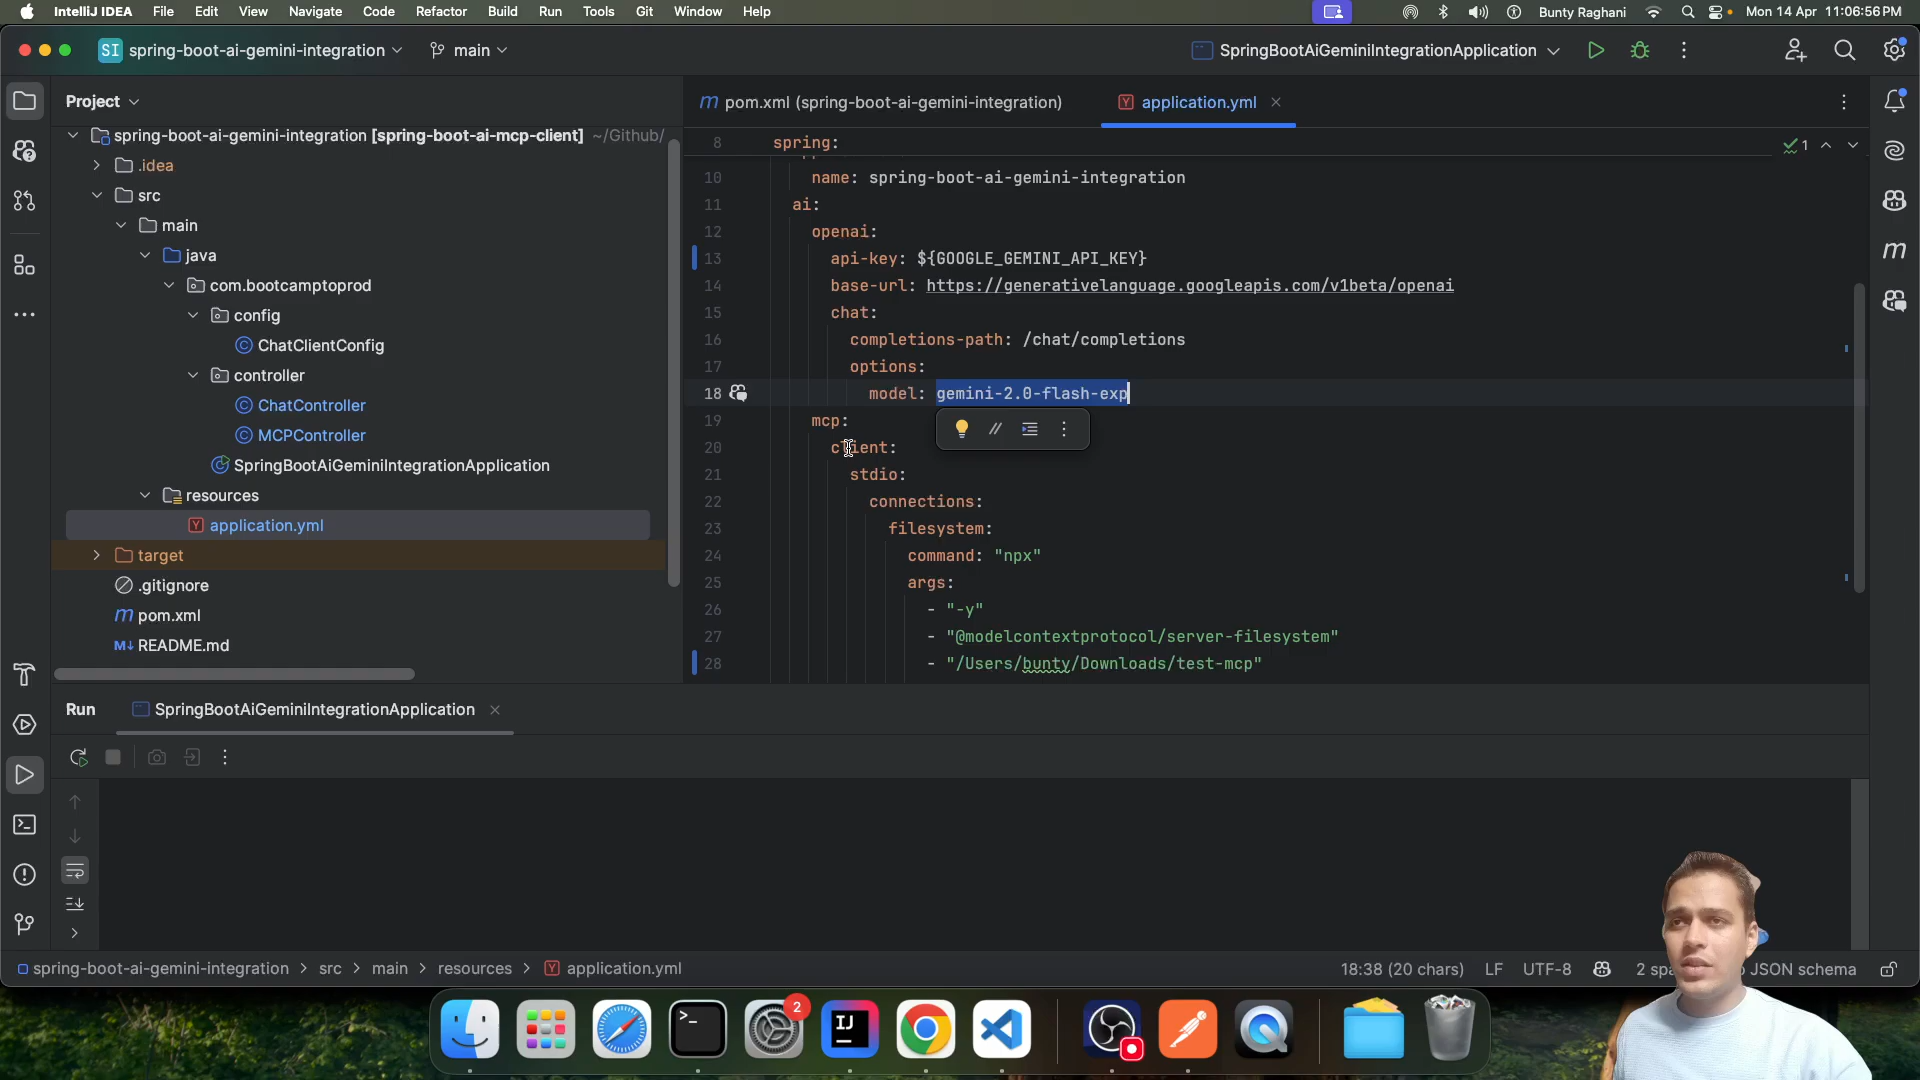 IntelliJ IDEA File Edit View Navigate Code Refactor Build Run Tools Git Window Help Bunty Raghani Mon 14 Apr 11:06:56 PM
SI spring-boot-ai-gemini-integration main SpringBootAiGeminiIntegrationApplication
Project
pom.xml (spring-boot-ai-gemini-integration) application.yml
spring-boot-ai-gemini-integration [spring-boot-ai-mcp-client] ~/Github/
.idea
src
main
java
com.bootcamptoprod
config
ChatClientConfig
controller
ChatController
MCPController
SpringBootAiGeminiIntegrationApplication
resources
application.yml
target
.gitignore
pom.xml
README.md
8 spring:
1
10 name: spring-boot-ai-gemini-integration
11 ai:
12 openai:
13 api-key: ${GOOGLE_GEMINI_API_KEY}
14 base-url: https://generativelanguage.googleapis.com/v1beta/openai
15 chat:
16 completions-path: /chat/completions
17 options:
18 model: gemini-2.0-flash-exp
19 mcp:
20 client:
21 stdio:
22 connections:
23 filesystem:
24 command: "npx"
25 args:
26 - "-y"
27 - "@modelcontextprotocol/server-filesystem"
28 - "/Users/bunty/Downloads/test-mcp"
Run SpringBootAiGeminiIntegrationApplication
spring-boot-ai-gemini-integration > src > main > resources > application.yml 18:38 (20 chars) LF UTF-8 2 JSON schema
2
IJ